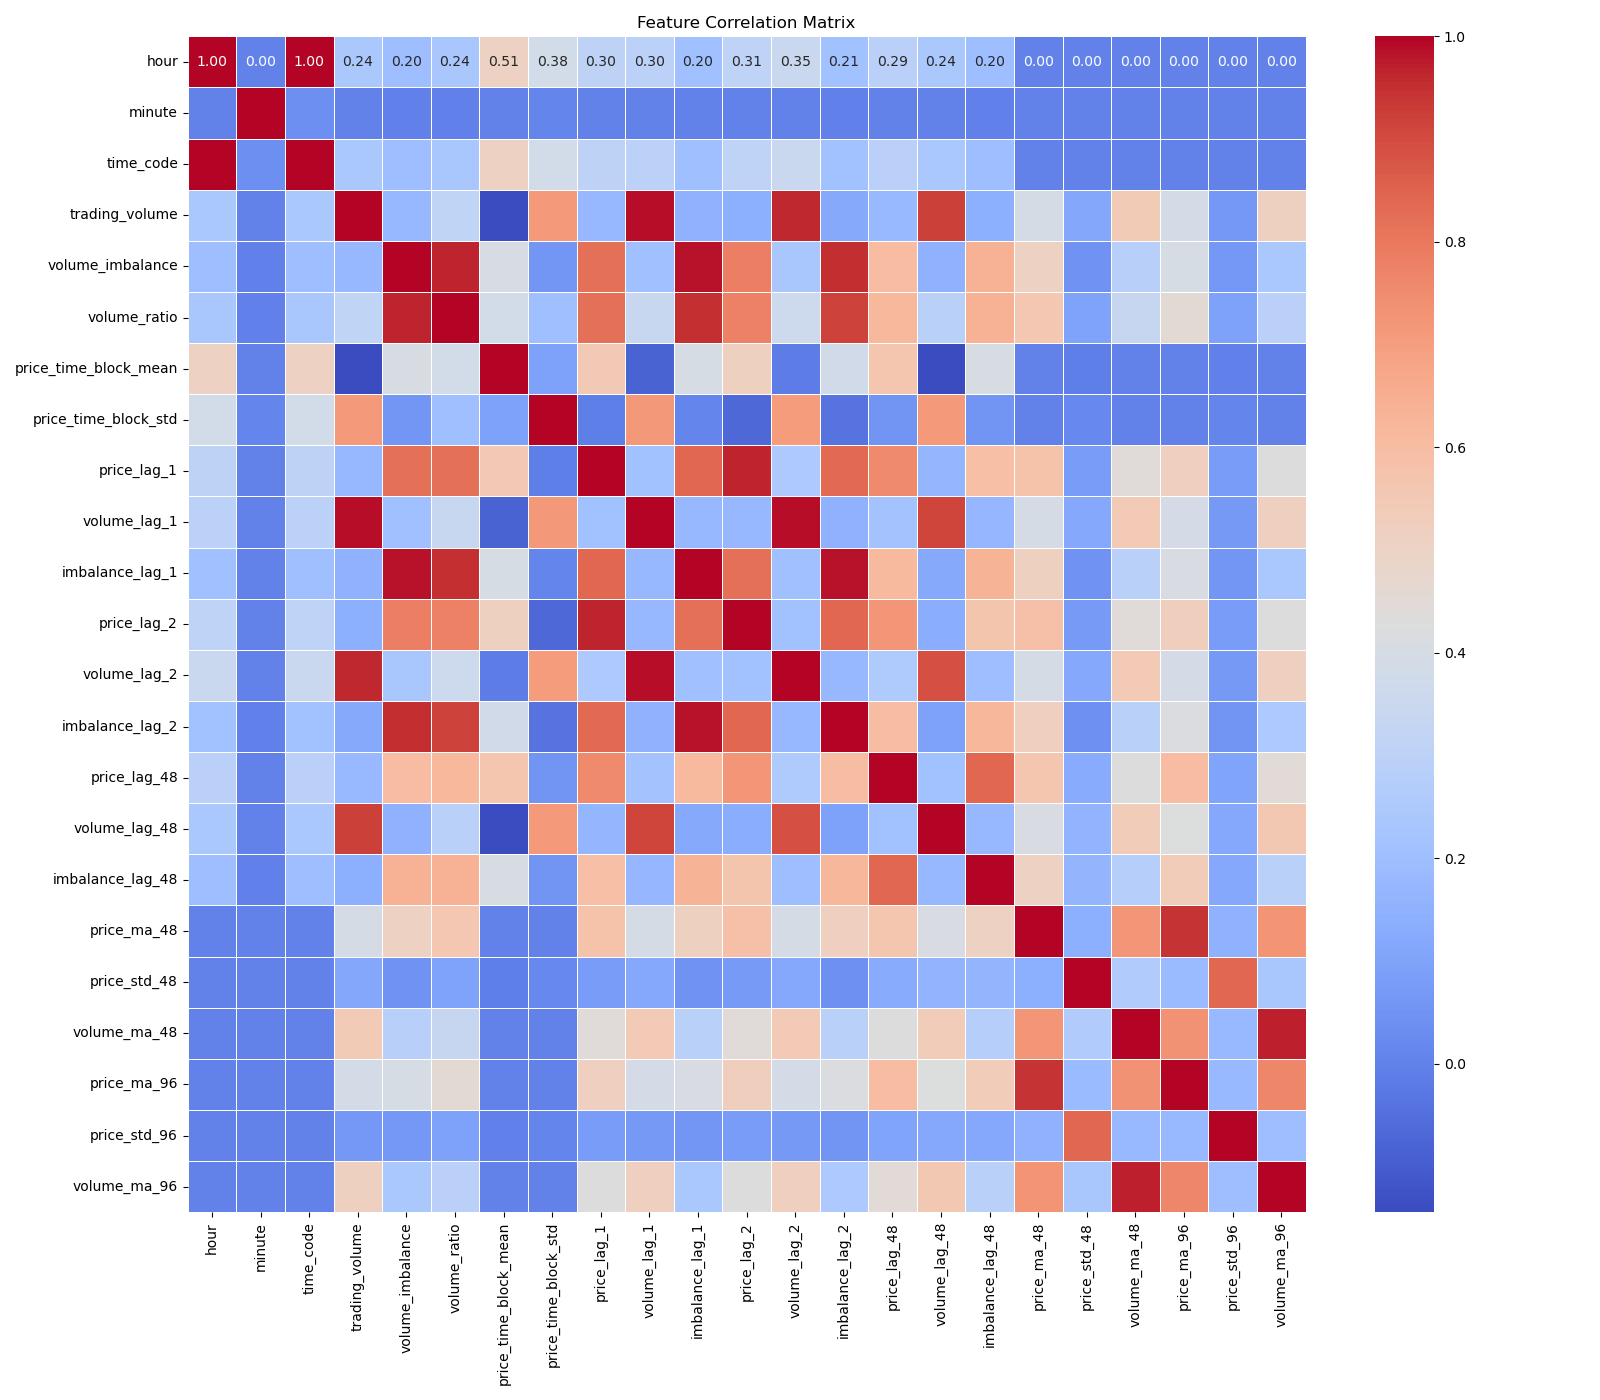 Feature Correlation Matrix
hour 1.00 0.00 1.00 0.24 0.20 0.24 0.51 0.38 0.30 0.30 0.20 0.31 0.35 0.21 0.29 0.24 0.20 0.00 0.00 0.00 0.00 0.00 0.00
minute
time_code
trading_volume
volume_imbalance
volume_ratio
price_time_block_mean
price_time_block_std
price_lag_1
volume_lag_1
imbalance_lag_1
price_lag_2
volume_lag_2
imbalance_lag_2
price_lag_48
volume_lag_48
imbalance_lag_48
price_ma_48
price_std_48
volume_ma_48
price_ma_96
price_std_96
volume_ma_96
hour
minute
time_code
trading_volume
volume_imbalance
volume_ratio
price_time_block_mean
price_time_block_std
price_lag_1
volume_lag_1
imbalance_lag_1
price_lag_2
volume_lag_2
imbalance_lag_2
price_lag_48
volume_lag_48
imbalance_lag_48
price_ma_48
price_std_48
volume_ma_48
price_ma_96
price_std_96
volume_ma_96
1.0
0.8
0.6
0.4
0.2
0.0